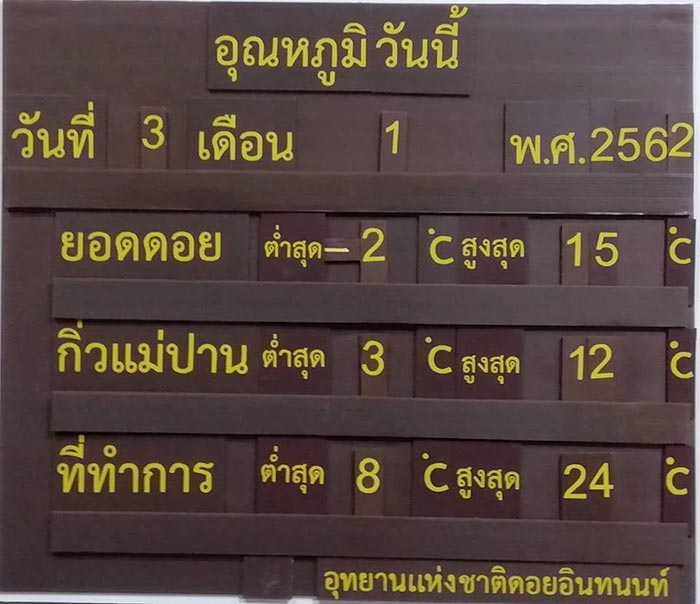 อุณหภูมิ วันนี้
วันที่ 3 เดือน 1 พ.ศ.2562
ยอดดอย ต่ำสุด -2 °C สูงสุด 15 °C
กิ่วแม่ปาน ต่ำสุด 3 °C สูงสุด 12 °C
ที่ทำการ ต่ำสุด 8 °C สูงสุด 24 °C
อุทยานแห่งชาติดอยอินทนนท์